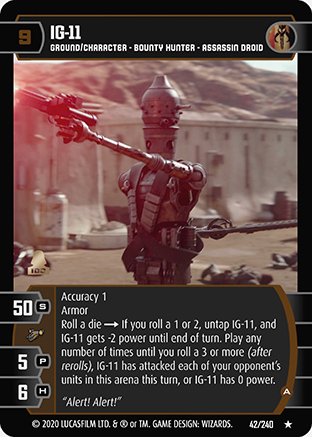 9
IG-11
GROUND/CHARACTER - BOUNTY HUNTER - ASSASSIN DROID
100
50 S
Accuracy 1
Armor
Roll a die → If you roll a 1 or 2, untap IG-11, and
IG-11 gets -2 power until end of turn. Play any
number of times until you roll a 3 or more (after
rerolls), IG-11 has attacked each of your opponent's
units in this arena this turn, or IG-11 has 0 power.
5 P
6 H
"Alert! Alert!"
A
© 2020 LUCASFILM LTD. & ® or TM. GAME DESIGN: WIZARDS. 42/240 ★